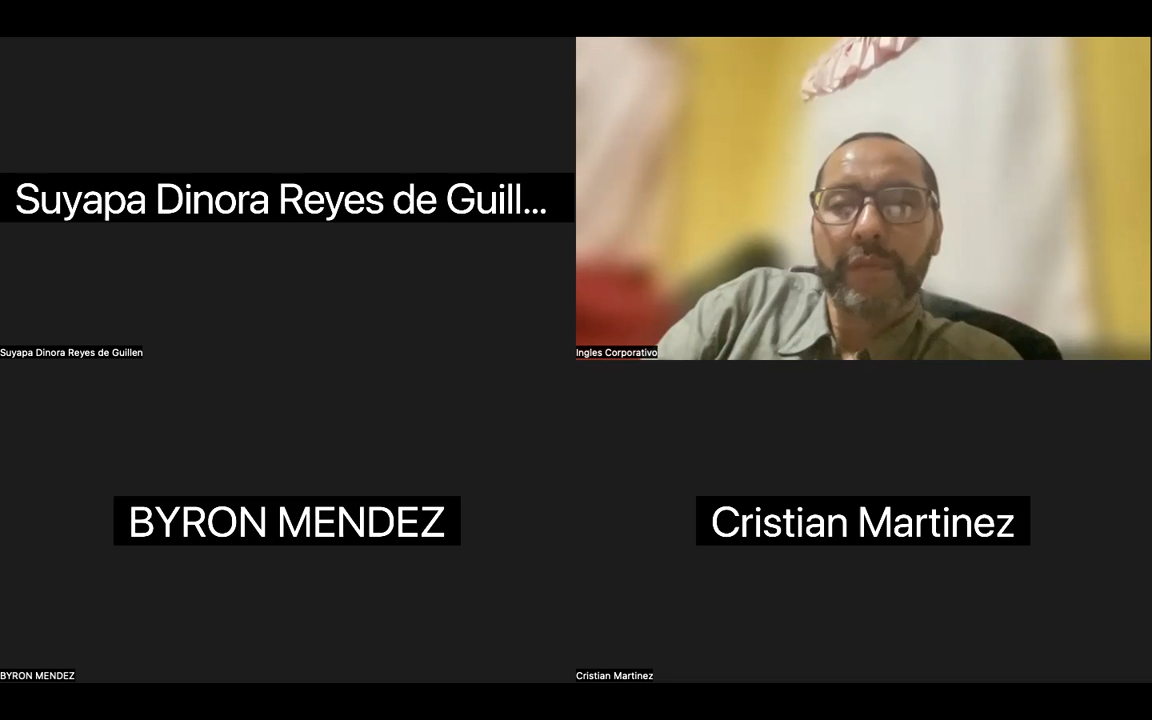 Suyapa Dinora Reyes de Guill...
Suyapa Dinora Reyes de Guillen
Ingles Corporativo
BYRON MENDEZ
Cristian Martinez
BYRON MENDEZ
Cristian Martinez